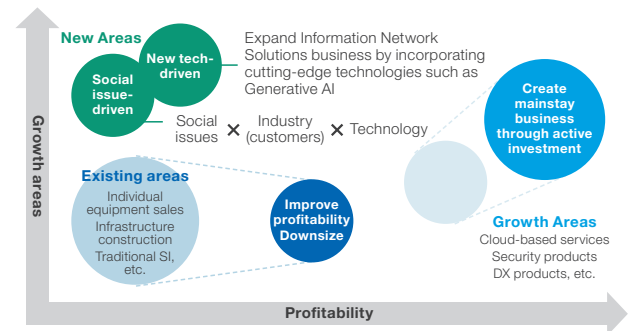 New Areas
New tech-
driven
Social
issue-
driven
Expand Information Network
Solutions business by incorporating
cutting-edge technologies such as
Generative AI
Social
issues
×
Industry
(customers)
×
Technology
Create
mainstay
business
through active
investment
Growth areas
Existing areas
Individual
equipment sales
Infrastructure
construction
Traditional SI,
etc.
Improve
profitability
Downsize
Growth Areas
Cloud-based services
Security products
DX products, etc.
Profitability